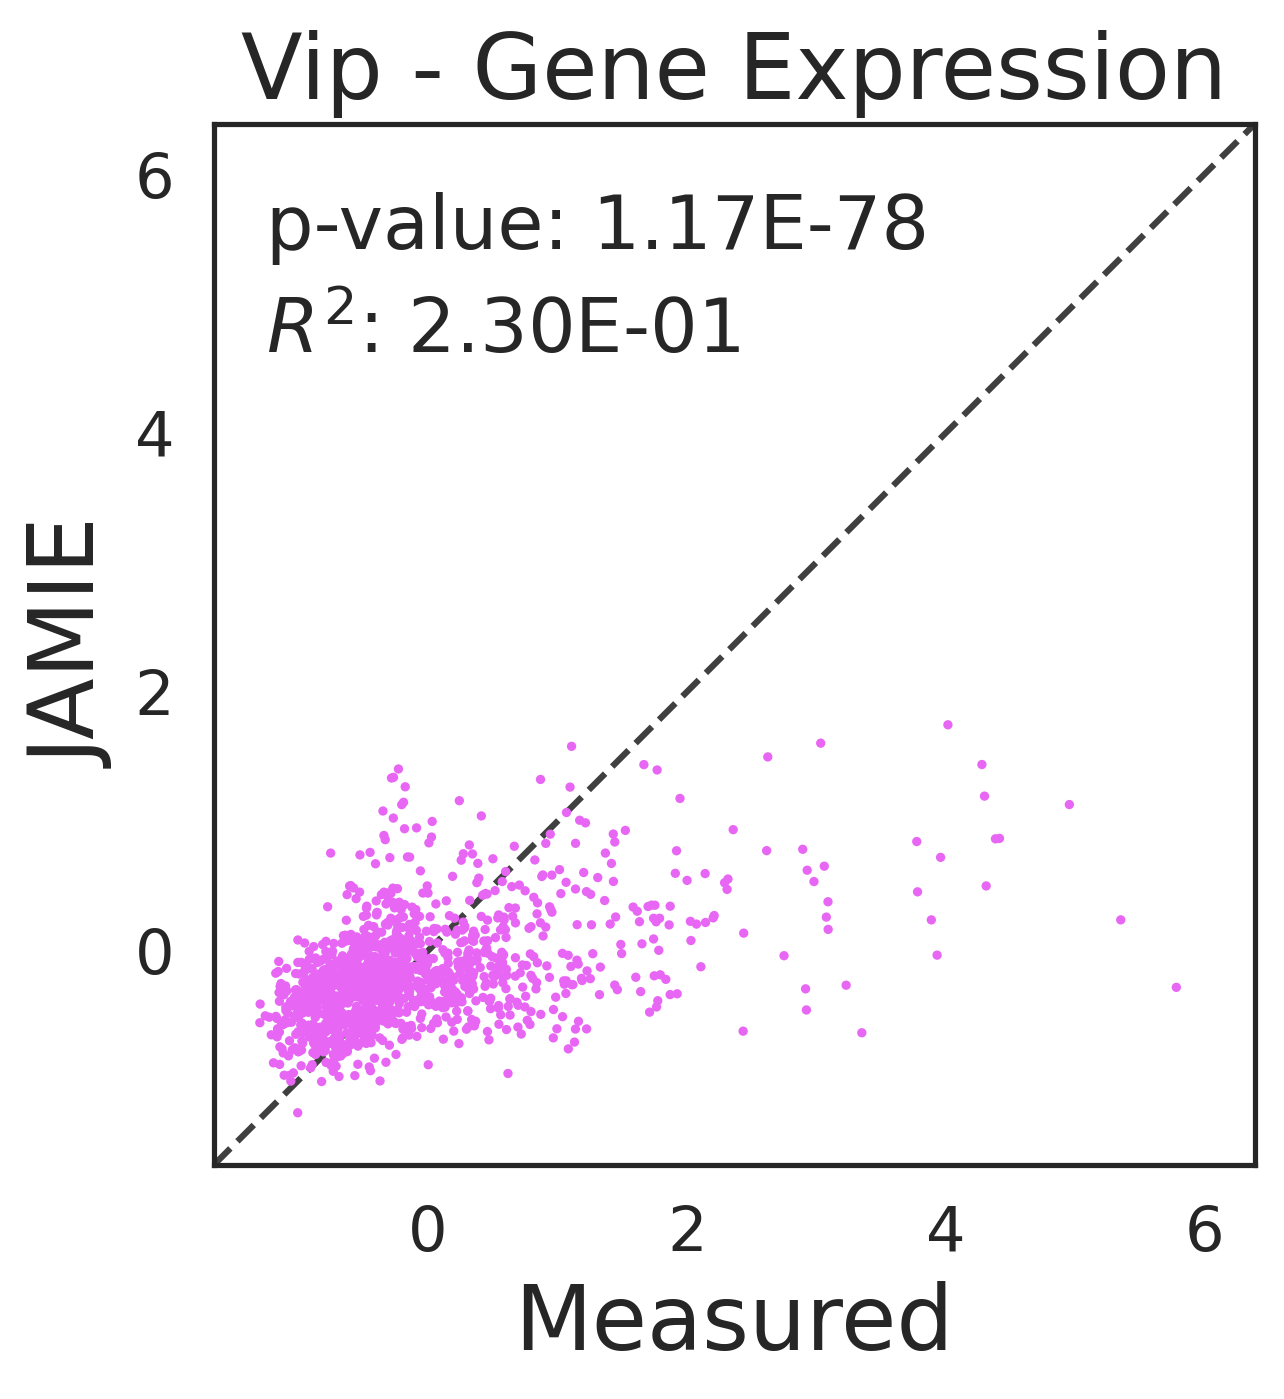 Vip - Gene Expression
p-value: 1.17E-78
R²: 2.30E-01
6
4
2
0
JAMIE
0 2 4 6
Measured